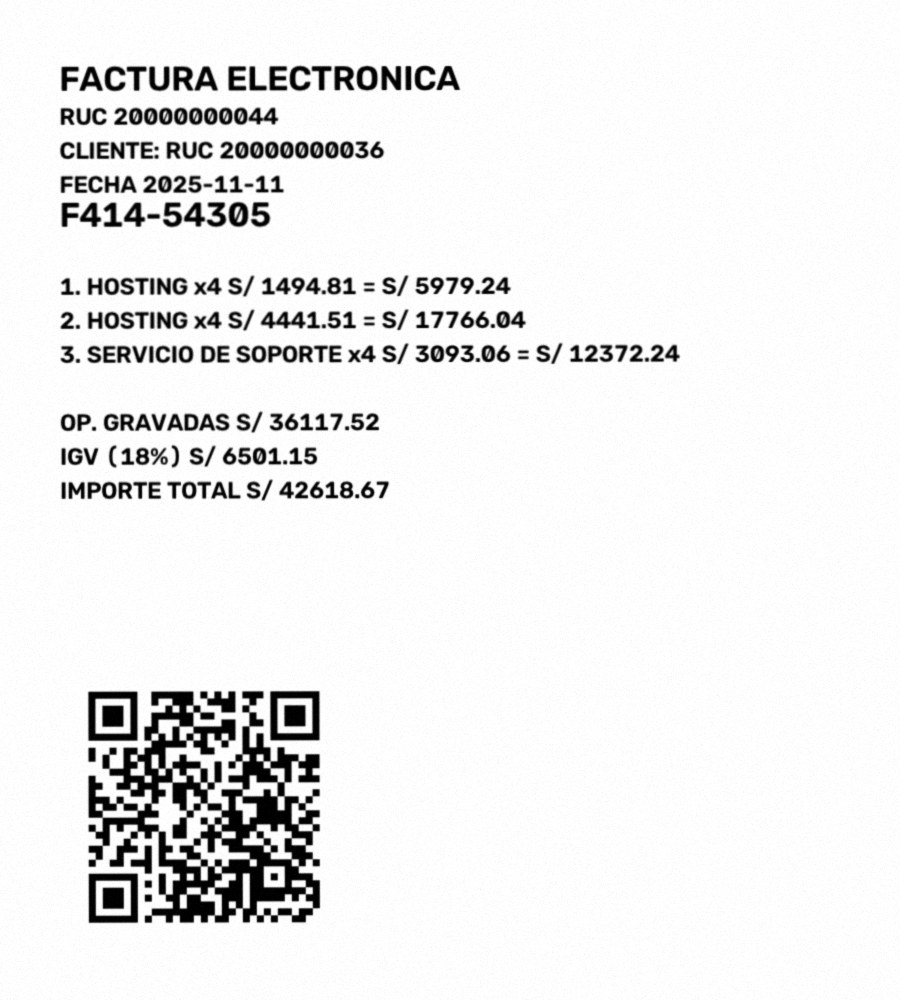 FACTURA ELECTRONICA
RUC 20000000044
CLIENTE: RUC 20000000036
FECHA 2025-11-11
F414-54305
1. HOSTING x4 S/ 1494.81 = S/ 5979.24
2. HOSTING x4 S/ 4441.51 = S/ 17766.04
3. SERVICIO DE SOPORTE x4 S/ 3093.06 = S/ 12372.24
OP. GRAVADAS S/ 36117.52
IGV (18%) S/ 6501.15
IMPORTE TOTAL S/ 42618.67